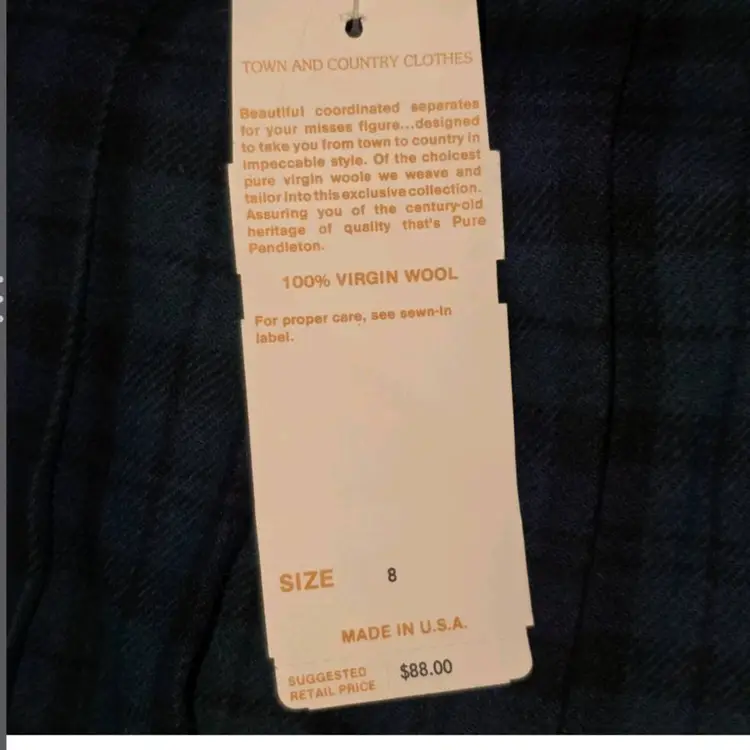 TOWN AND COUNTRY CLOTHES
Beautiful coordinated seperates
for your misses figure...designed
to take you from town to country in
impeccable style. Of the choicest
pure virgin wools we weave and
tailor into this exclusive collection.
Assuring you of the century-old
heritage of quality that's Pure
Pendleton.
100% VIRGIN WOOL
For proper care, see sewn-in
label.
SIZE 8
MADE IN U.S.A.
SUGGESTED
RETAIL PRICE $88.00